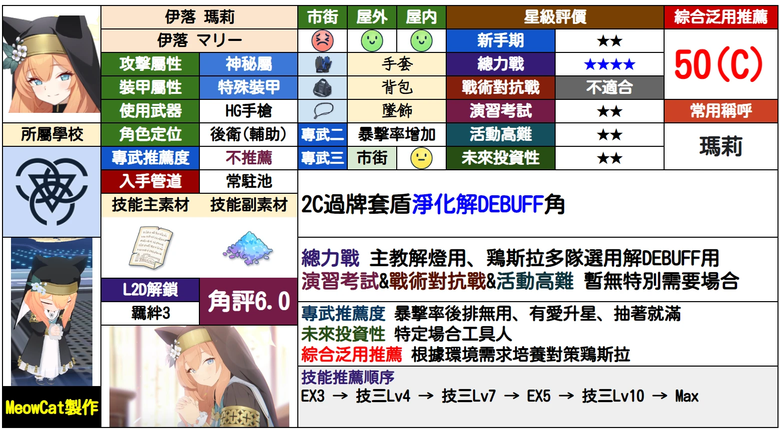 伊落 瑪莉
市街 屋外 屋內
星級評價
綜合泛用推薦
伊落 マリー
新手期 ★★
50(C)
攻擊屬性 神秘屬
手套
總力戰 ★★★★
裝甲屬性 特殊裝甲
背包
戰術對抗戰 不適合
使用武器 HG手槍
墜飾
演習考試 ★★
常用稱呼
所屬學校
角色定位 後衛(輔助)
專武二 暴擊率增加
活動高難 ★★
瑪莉
專武推薦度 不推薦
專武三 市街
未來投資性 ★★
入手管道 常駐池
技能主素材 技能副素材
2C過牌套盾淨化解DEBUFF角
總力戰 主教解燈用、鶏斯拉多隊選用解DEBUFF用
演習考試&戰術對抗戰&活動高難 暫無特別需要場合
L2D解鎖
羈絆3
角評6.0
專武推薦度 暴擊率後排無用、有愛升星、抽著就滿
未來投資性 特定場合工具人
綜合泛用推薦 根據環境需求培養對策鶏斯拉
技能推薦順序
EX3 → 技三Lv4 → 技三Lv7 → EX5 → 技三Lv10 → Max
MeowCat製作